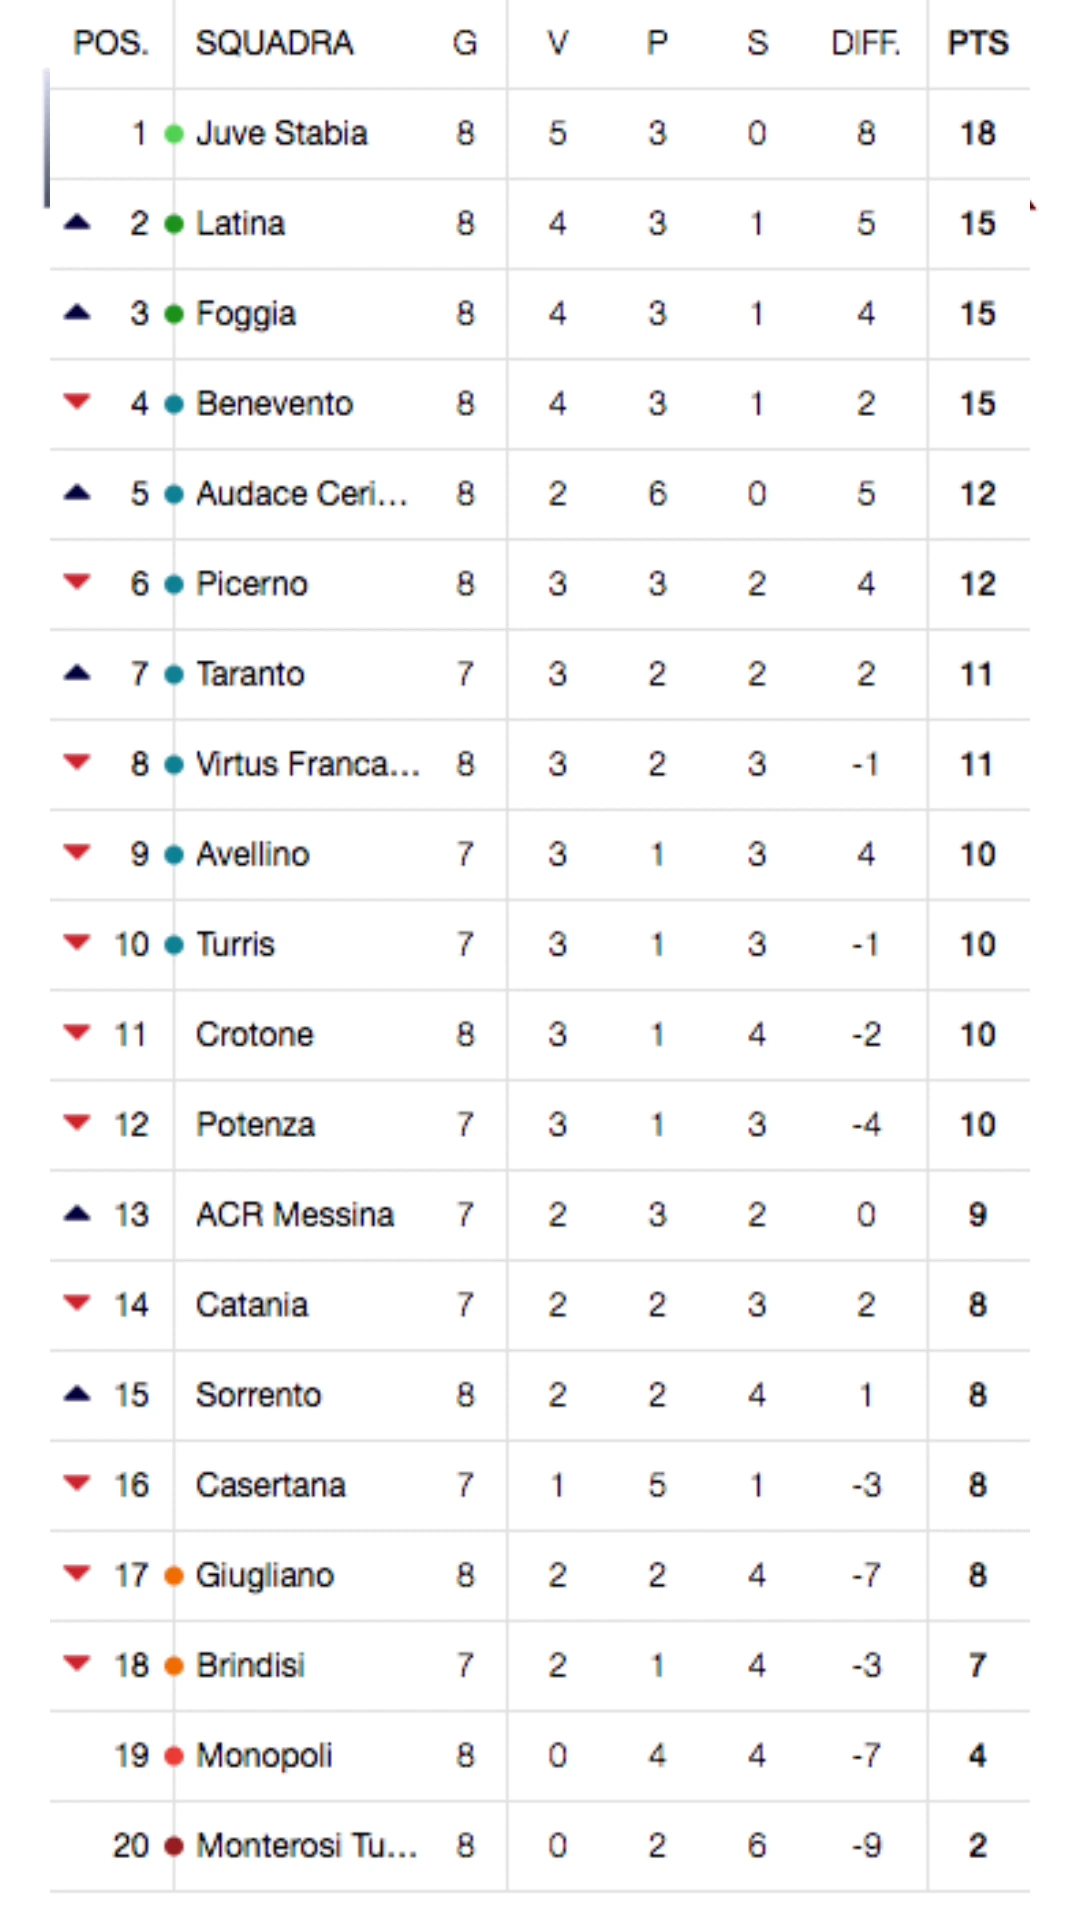 POS. SQUADRA G V P S DIFF. PTS
1 Juve Stabia 8 5 3 0 8 18
2 Latina 8 4 3 1 5 15
3 Foggia 8 4 3 1 4 15
4 Benevento 8 4 3 1 2 15
5 Audace Ceri... 8 2 6 0 5 12
6 Picerno 8 3 3 2 4 12
7 Taranto 7 3 2 2 2 11
8 Virtus Franca... 8 3 2 3 -1 11
9 Avellino 7 3 1 3 4 10
10 Turris 7 3 1 3 -1 10
11 Crotone 8 3 1 4 -2 10
12 Potenza 7 3 1 3 -4 10
13 ACR Messina 7 2 3 2 0 9
14 Catania 7 2 2 3 2 8
15 Sorrento 8 2 2 4 1 8
16 Casertana 7 1 5 1 -3 8
17 Giugliano 8 2 2 4 -7 8
18 Brindisi 7 2 1 4 -3 7
19 Monopoli 8 0 4 4 -7 4
20 Monterosi Tu... 8 0 2 6 -9 2